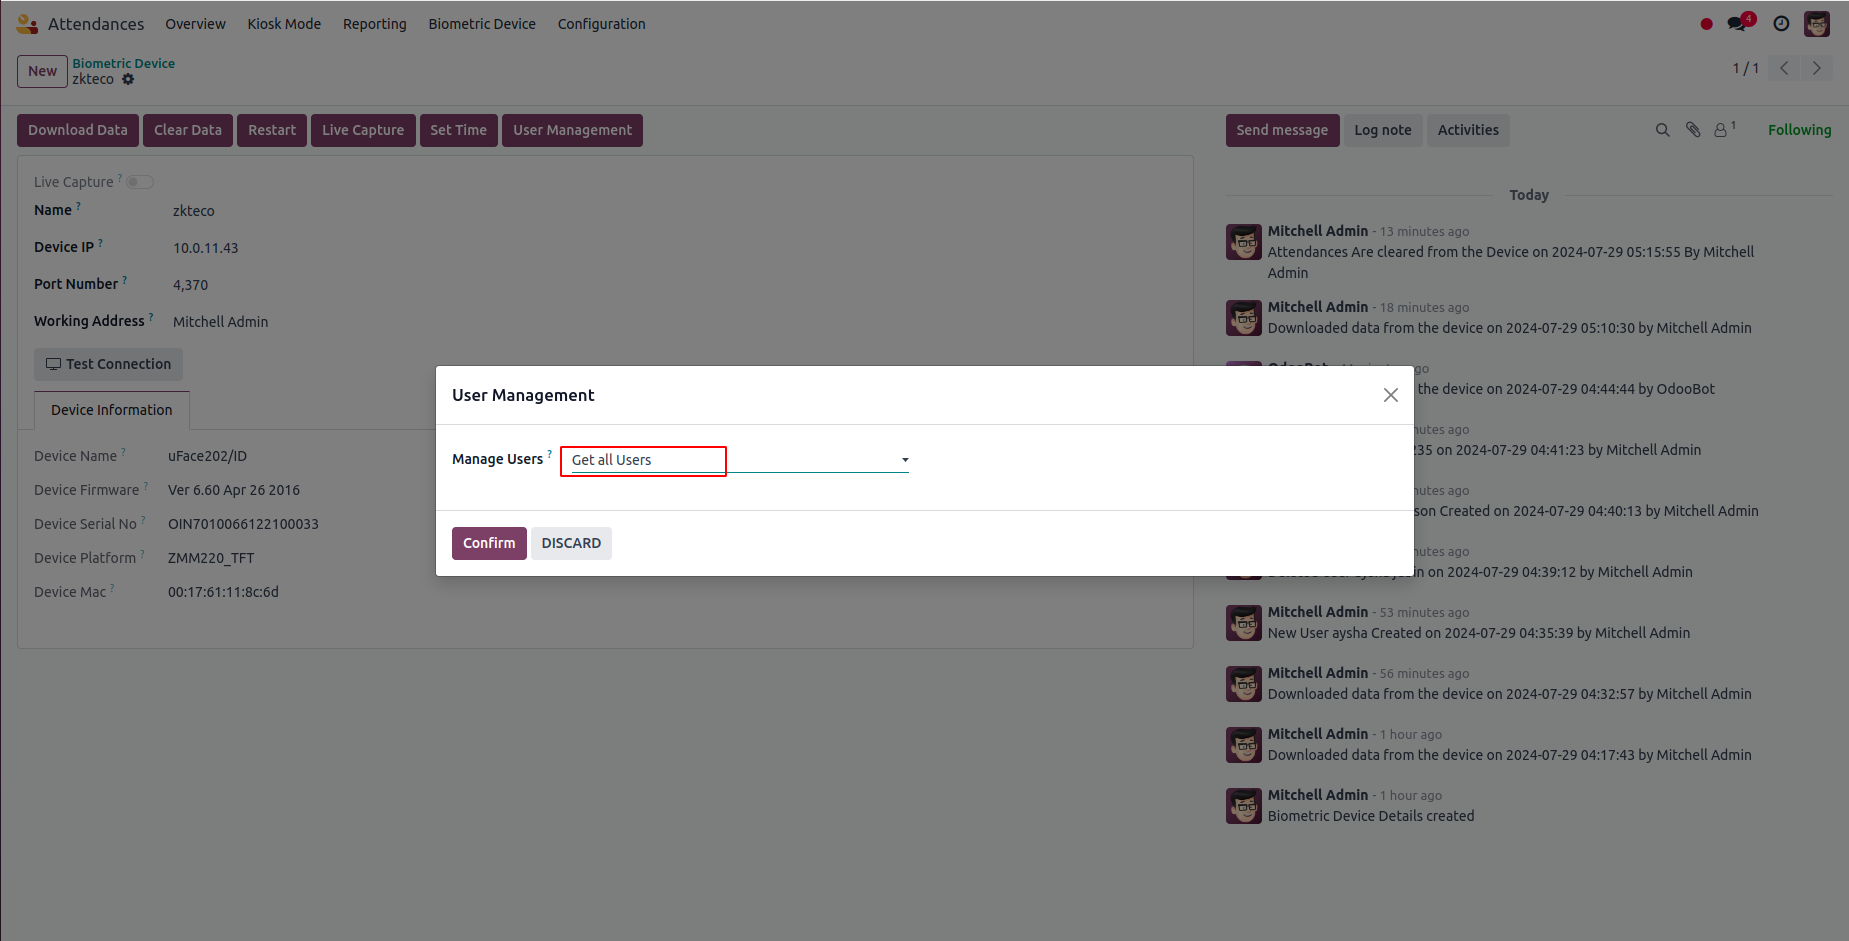 Attendances Overview Kiosk Mode Reporting Biometric Device Configuration 4
New Biometric Device
zkteco
1 / 1
Download Data Clear Data Restart Live Capture Set Time User Management
Send message Log note Activities 1 Following
Live Capture ?
Name ? zkteco
Device IP ? 10.0.11.43
Port Number ? 4,370
Working Address ? Mitchell Admin
Test Connection
Device Information
Device Name ? uFace202/ID
Device Firmware ? Ver 6.60 Apr 26 2016
Device Serial No ? OIN7010066122100033
Device Platform ? ZMM220_TFT
Device Mac ? 00:17:61:11:8c:6d
User Management
Manage Users ? Get all Users
Confirm DISCARD
Today
Mitchell Admin - 13 minutes ago
Attendances Are cleared from the Device on 2024-07-29 05:15:55 By Mitchell
Admin
Mitchell Admin - 18 minutes ago
Downloaded data from the device on 2024-07-29 05:10:30 by Mitchell Admin
go
the device on 2024-07-29 04:44:44 by OdooBot
nutes ago
235 on 2024-07-29 04:41:23 by Mitchell Admin
nutes ago
son Created on 2024-07-29 04:40:13 by Mitchell Admin
nutes ago
in on 2024-07-29 04:39:12 by Mitchell Admin
Mitchell Admin - 53 minutes ago
New User aysha Created on 2024-07-29 04:35:39 by Mitchell Admin
Mitchell Admin - 56 minutes ago
Downloaded data from the device on 2024-07-29 04:32:57 by Mitchell Admin
Mitchell Admin - 1 hour ago
Downloaded data from the device on 2024-07-29 04:17:43 by Mitchell Admin
Mitchell Admin - 1 hour ago
Biometric Device Details created